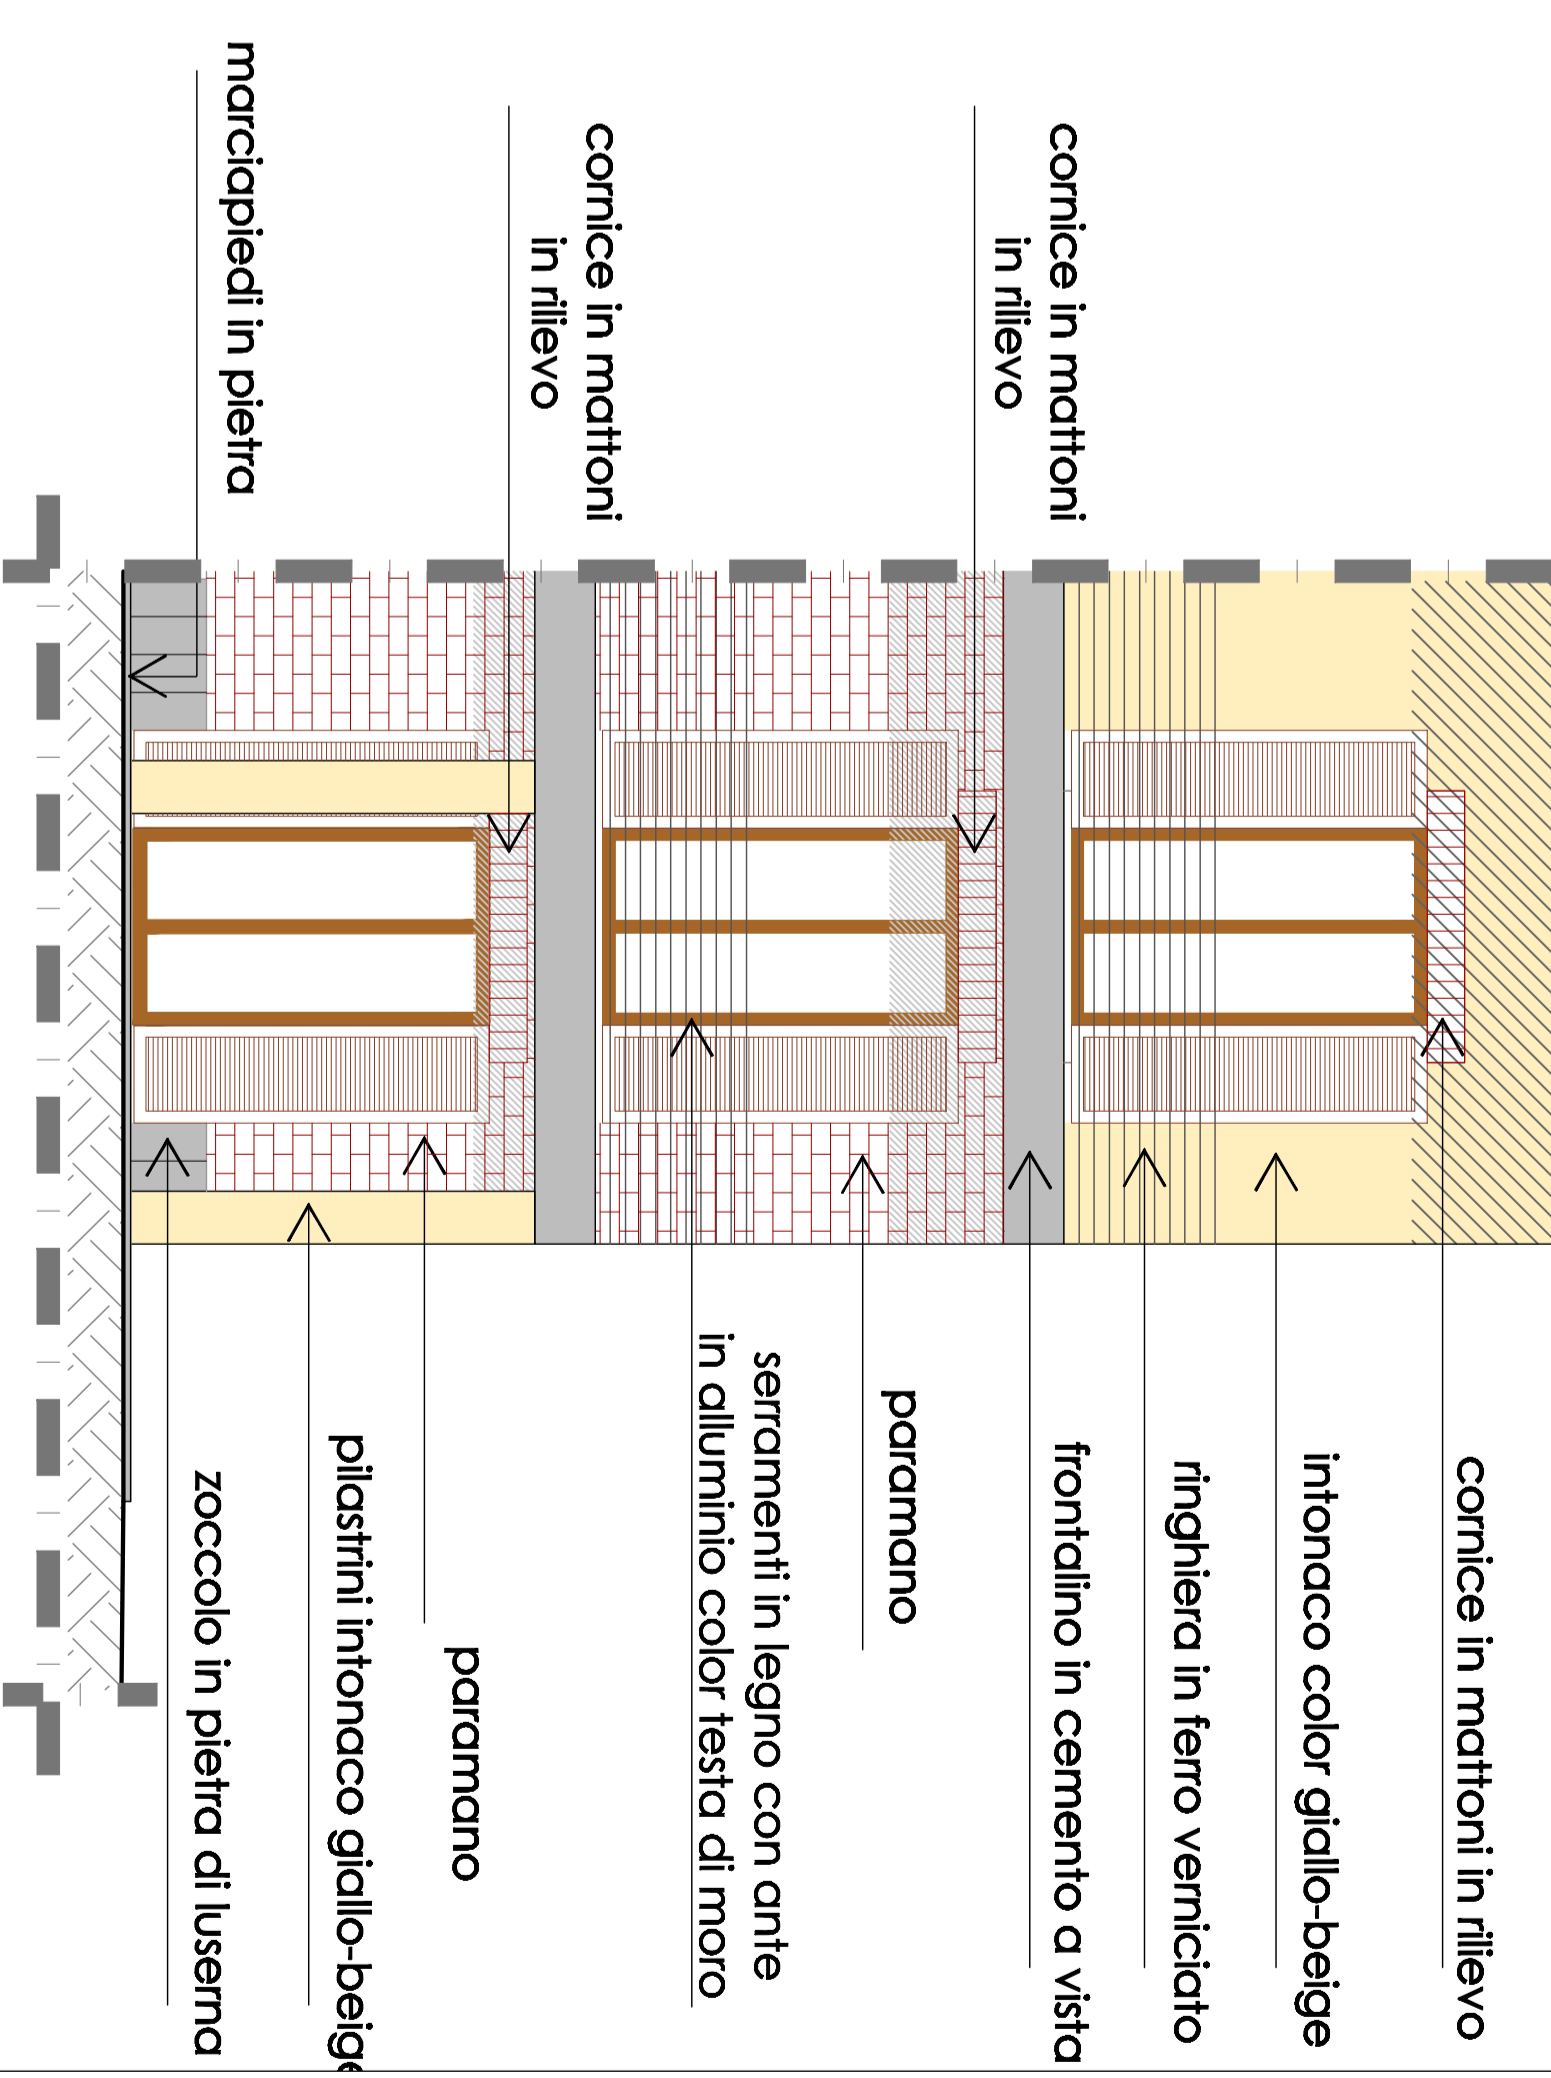 cornice in mattoni
in rilievo
cornice in mattoni
in rilievo
marciapiedi in pietra
cornice in mattoni in rilievo
intonaco color giallo-beige
ringhiera in ferro verniciato
frontalino in cemento a vista
paramano
serramenti in legno con ante
in alluminio color testa di moro
paramano
pilastrini intonaco giallo-beige
zoccolo in pietra di luserna